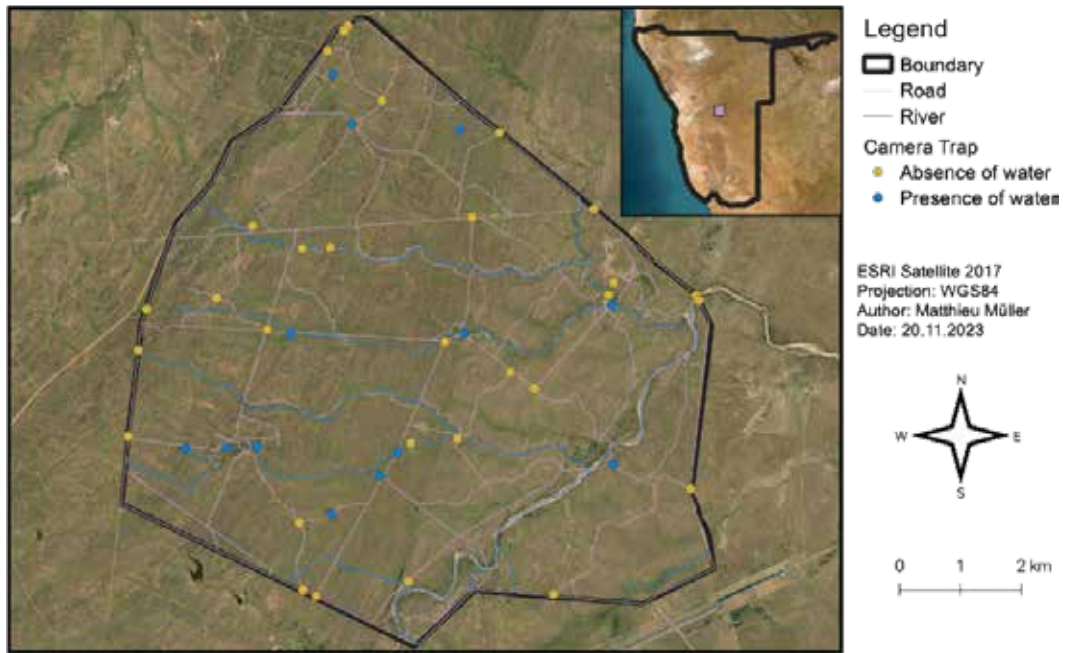 Legend
Boundary
Road
River
Camera Trap
Absence of water
Presence of water
ESRI Satellite 2017
Projection: WGS84
Author: Matthieu Müller
Date: 20.11.2023
N
W E
S
0 1 2 km